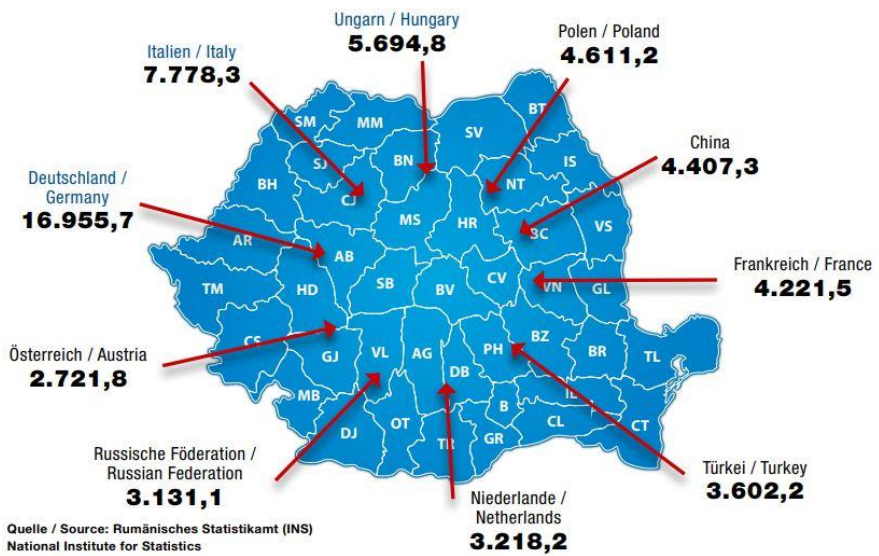 Ungarn / Hungary
5.694,8
Polen / Poland
4.611,2
Italien / Italy
7.778,3
China
4.407,3
Deutschland /
Germany
16.955,7
Frankreich / France
4.221,5
Österreich / Austria
2.721,8
Russische Föderation /
Russian Federation
3.131,1
Niederlande /
Netherlands
3.218,2
Türkei / Turkey
3.602,2
SM
MM
SV
BT
SJ
BN
NT
IS
BH
CJ
MS
HR
BC
VS
AR
AB
TM
HD
SB
BV
CV
VN
GL
CS
GJ
VL
AG
PH
BZ
BR
TL
DB
MB
IL
B
DJ
OT
TR
GR
CL
CT
Quelle / Source: Rumänisches Statistikamt (INS)
National Institute for Statistics